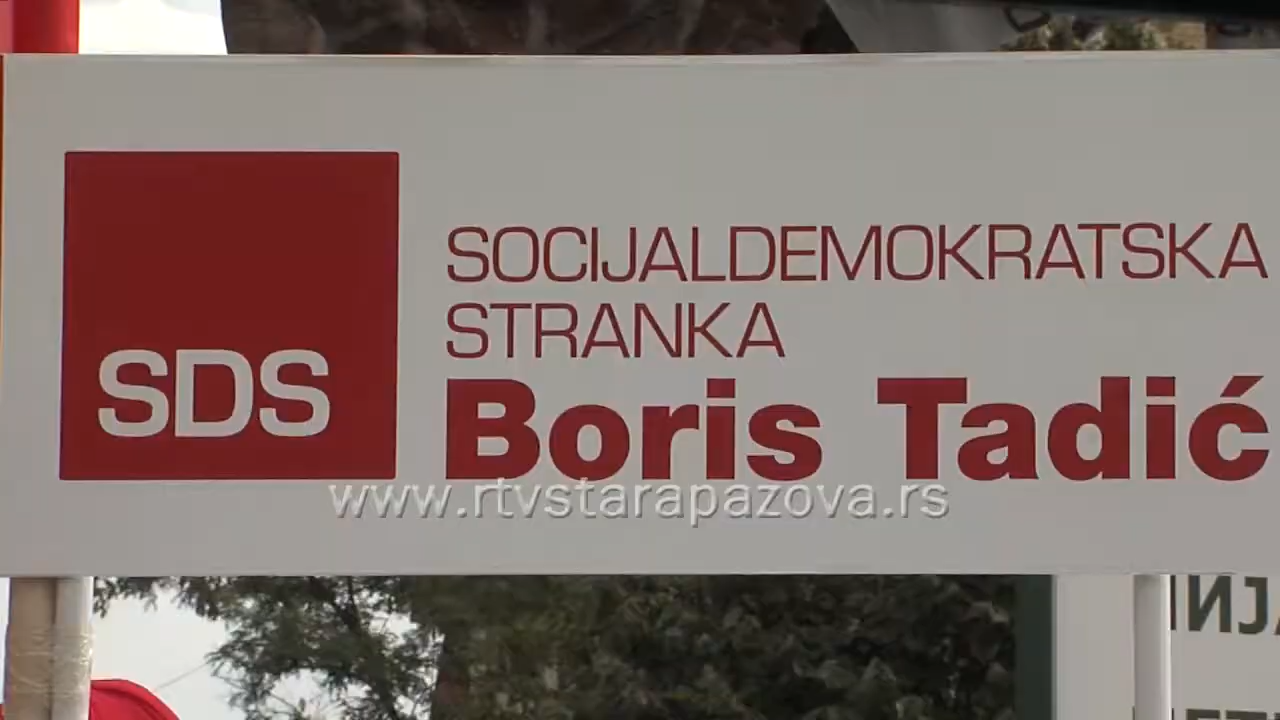 SDS
SOCIJALDEMOKRATSKA
STRANKA
Boris Tadić
www.rtvstarapazova.rs